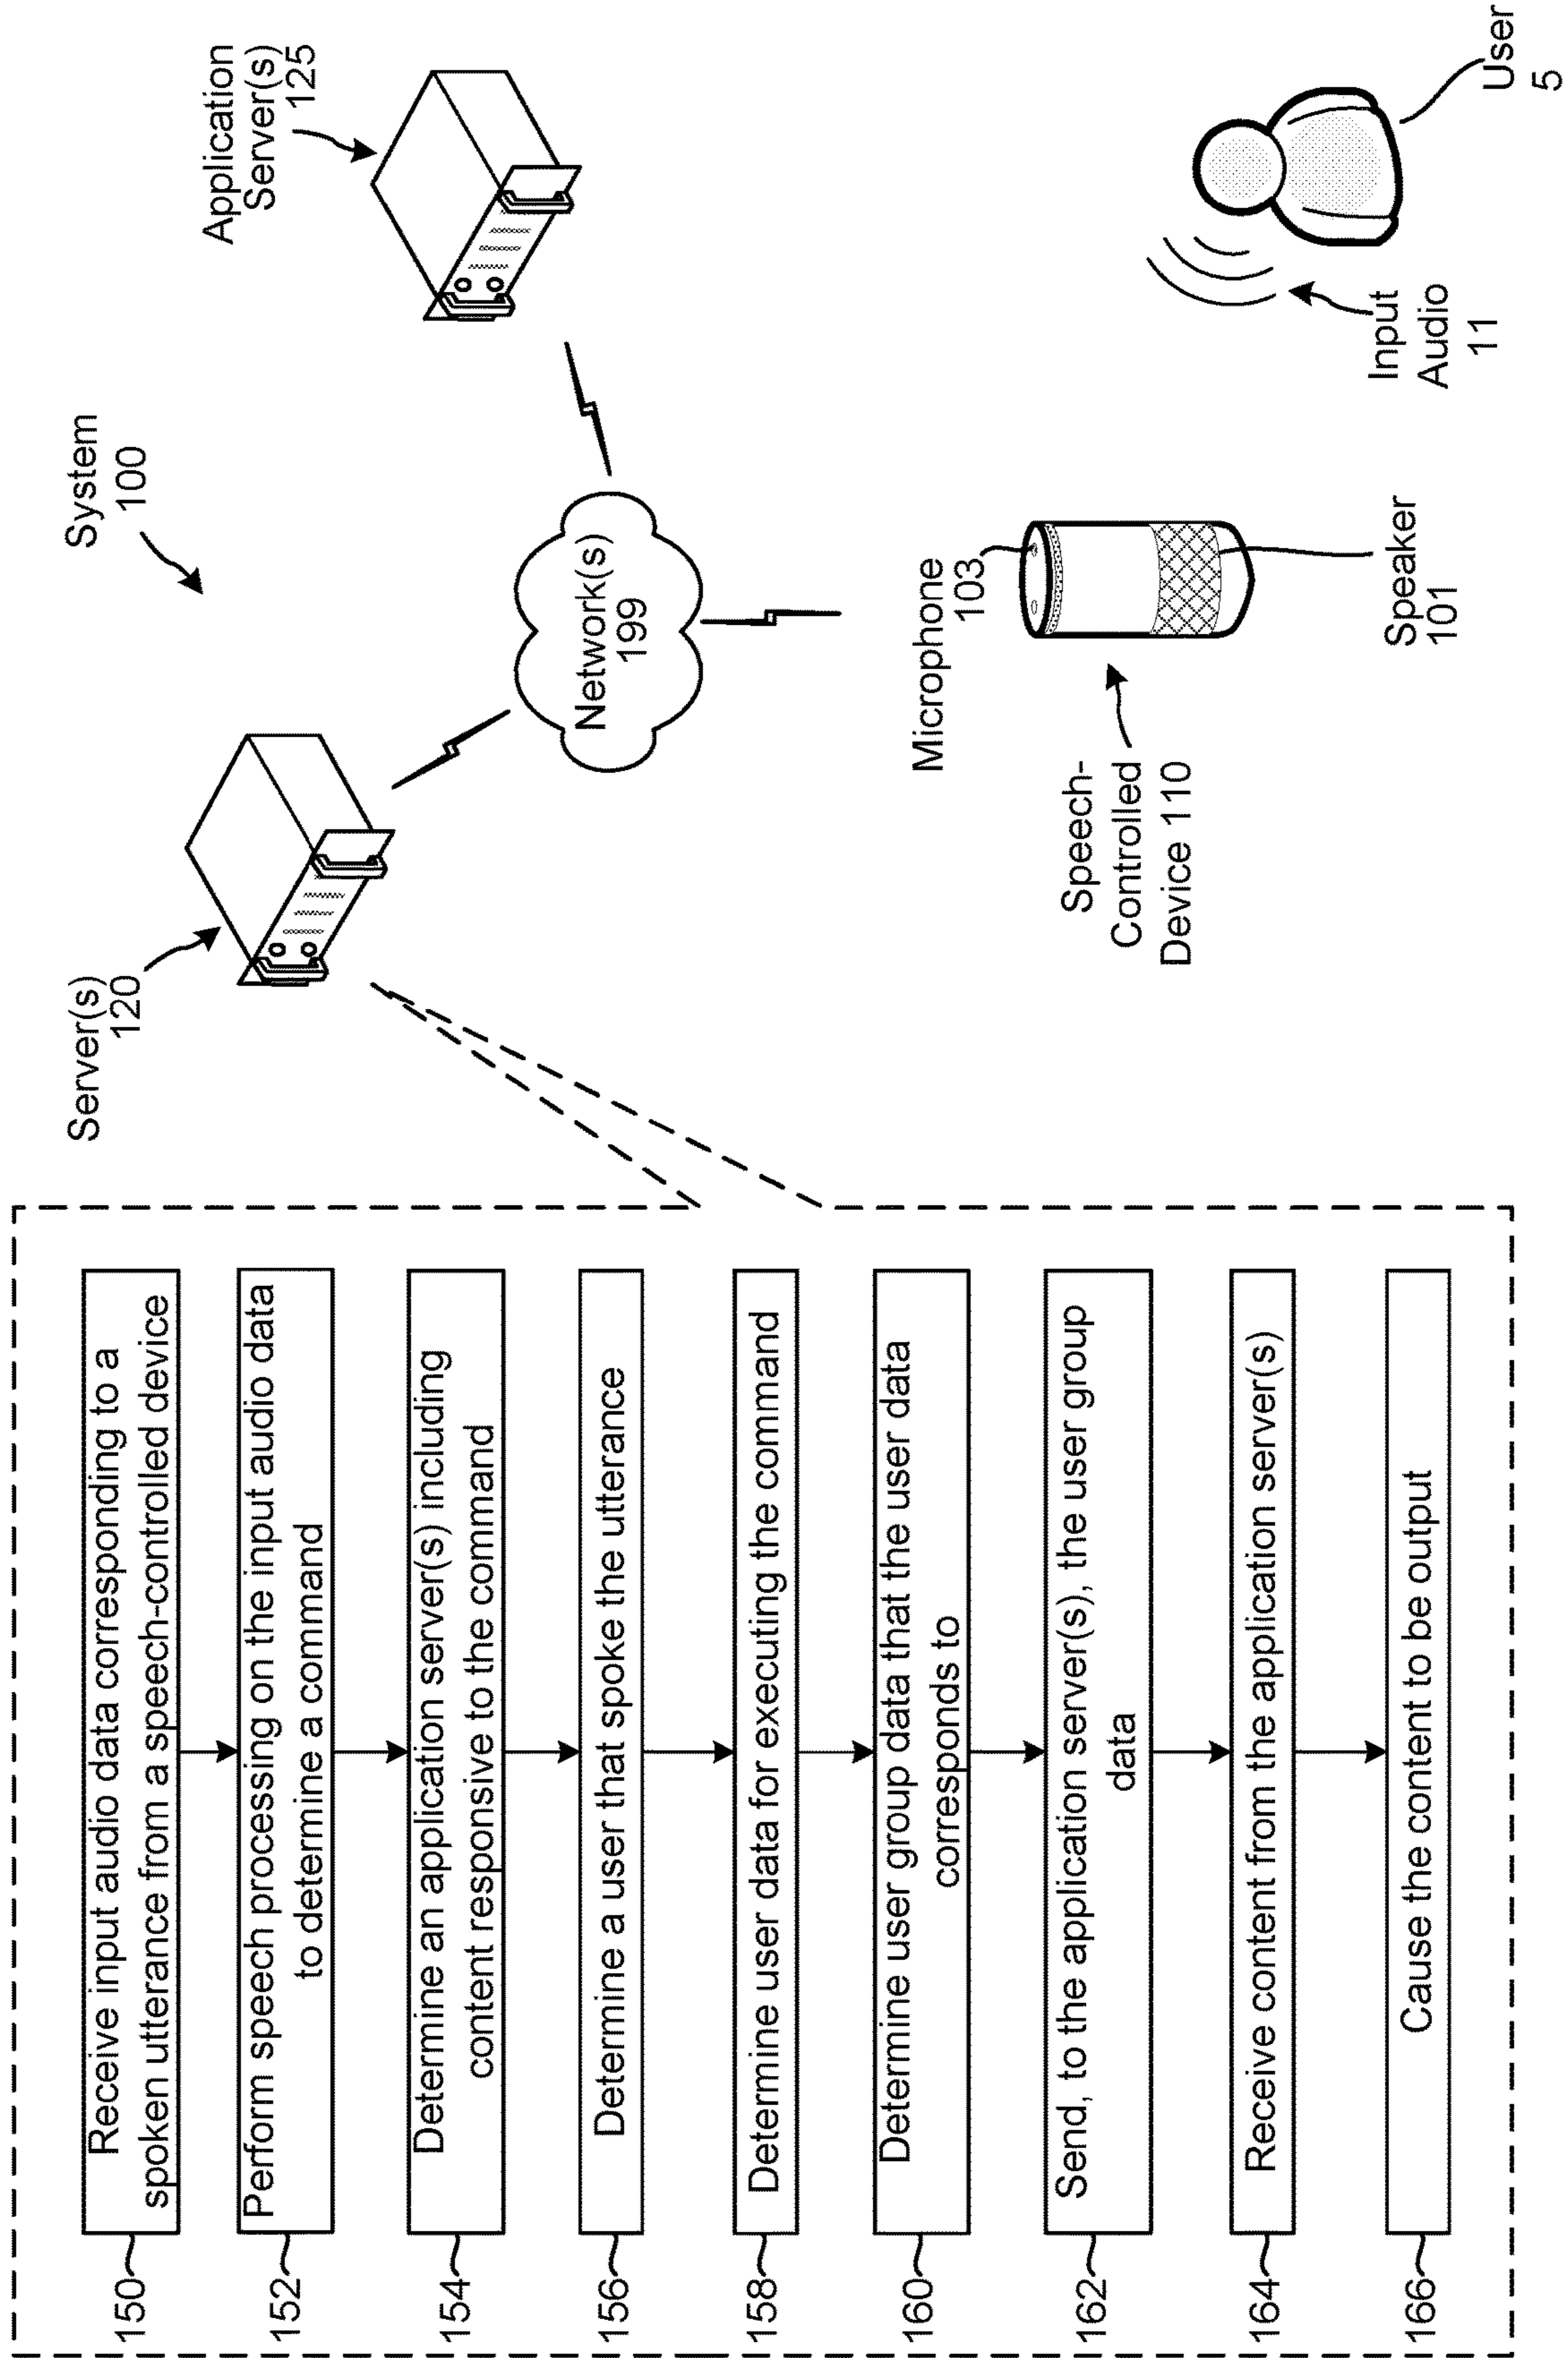 150
Receive input audio data corresponding to a
spoken utterance from a speech-controlled device
152
Perform speech processing on the input audio data
to determine a command
154
Determine an application server(s) including
content responsive to the command
156
Determine a user that spoke the utterance
158
Determine user data for executing the command
160
Determine user group data that the user data
corresponds to
162
Send, to the application server(s), the user group
data
164
Receive content from the application server(s)
166
Cause the content to be output
System
100
Server(s)
120
Application
Server(s)
125
Network(s)
199
Microphone
103
Speech-
Controlled
Device 110
Speaker
101
Input
Audio
11
User
5